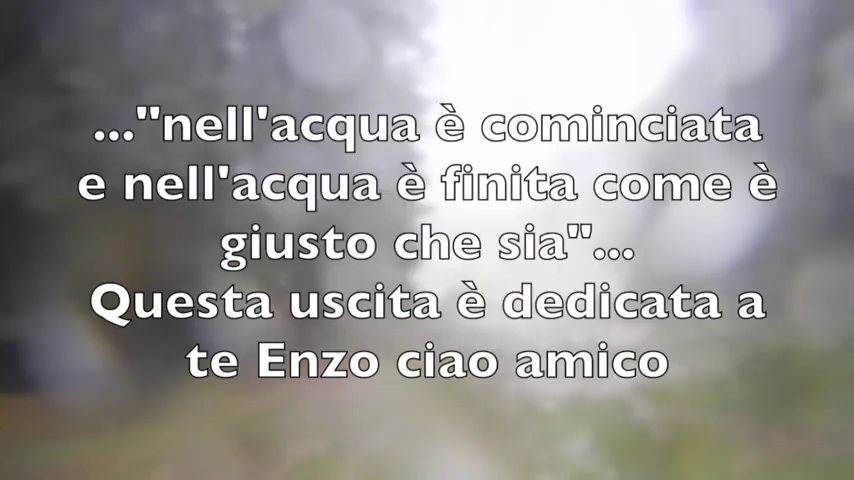 ..."nell'acqua è cominciata
e nell'acqua è finita come è
giusto che sia"...
Questa uscita è dedicata a
te Enzo ciao amico